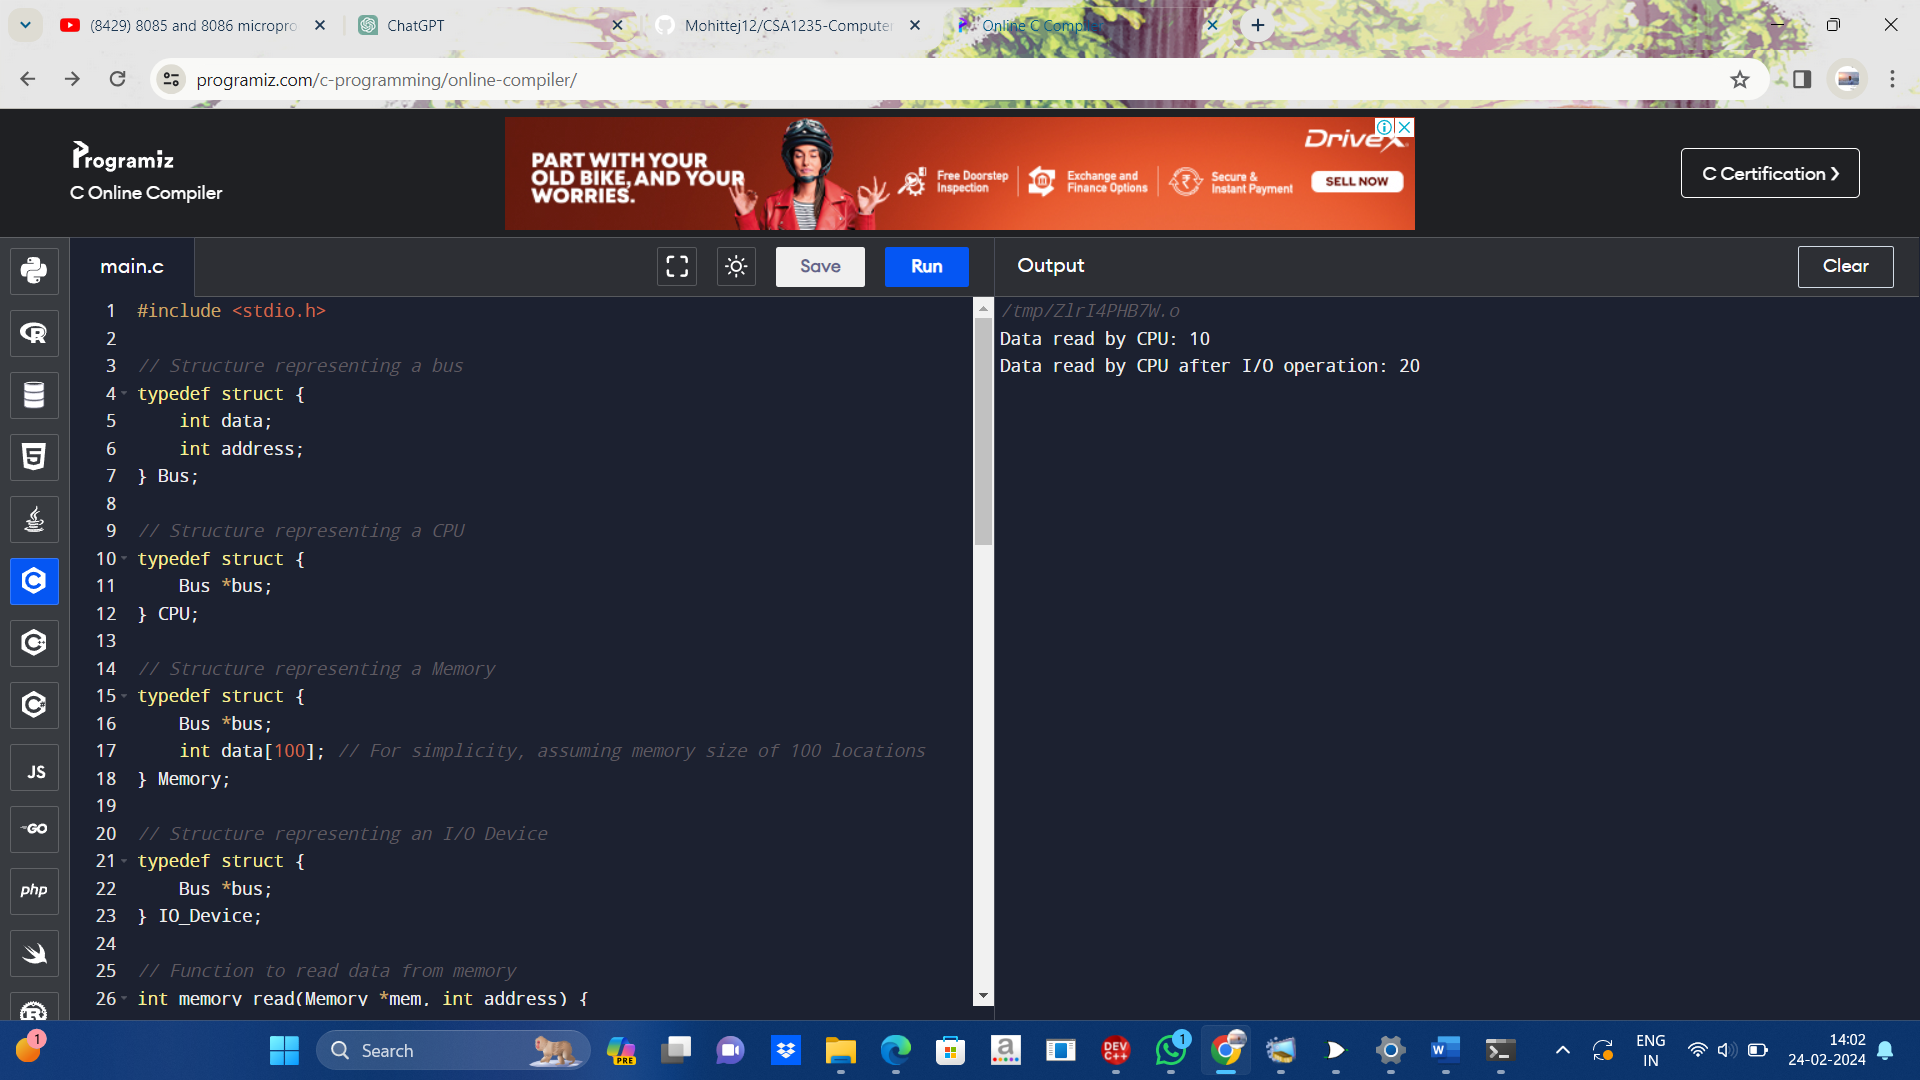 (8429) 8085 and 8086 micropro
ChatGPT
Mohittej12/CSA1235-Computer
Online C Compiler
programiz.com/c-programming/online-compiler/
Programiz
C Online Compiler
PART WITH YOUR
OLD BIKE, AND YOUR
WORRIES.
Free Doorstep
Inspection
Exchange and
Finance Options
Secure &
Instant Payment
DriveX
SELL NOW
C Certification ❯
main.c
Save
Run
Output
Clear
1 #include <stdio.h>
2
3 // Structure representing a bus
4 typedef struct {
5 int data;
6 int address;
7 } Bus;
8
9 // Structure representing a CPU
10 typedef struct {
11 Bus *bus;
12 } CPU;
13
14 // Structure representing a Memory
15 typedef struct {
16 Bus *bus;
17 int data[100]; // For simplicity, assuming memory size of 100 locations
18 } Memory;
19
20 // Structure representing an I/O Device
21 typedef struct {
22 Bus *bus;
23 } IO_Device;
24
25 // Function to read data from memory
26 int memory_read(Memory *mem, int address) {
/tmp/ZlrI4PHB7W.o
Data read by CPU: 10
Data read by CPU after I/O operation: 20
JS
GO
php
1
Search
PRE
a
DEV
C++
1
W
ENG
IN
14:02
24-02-2024